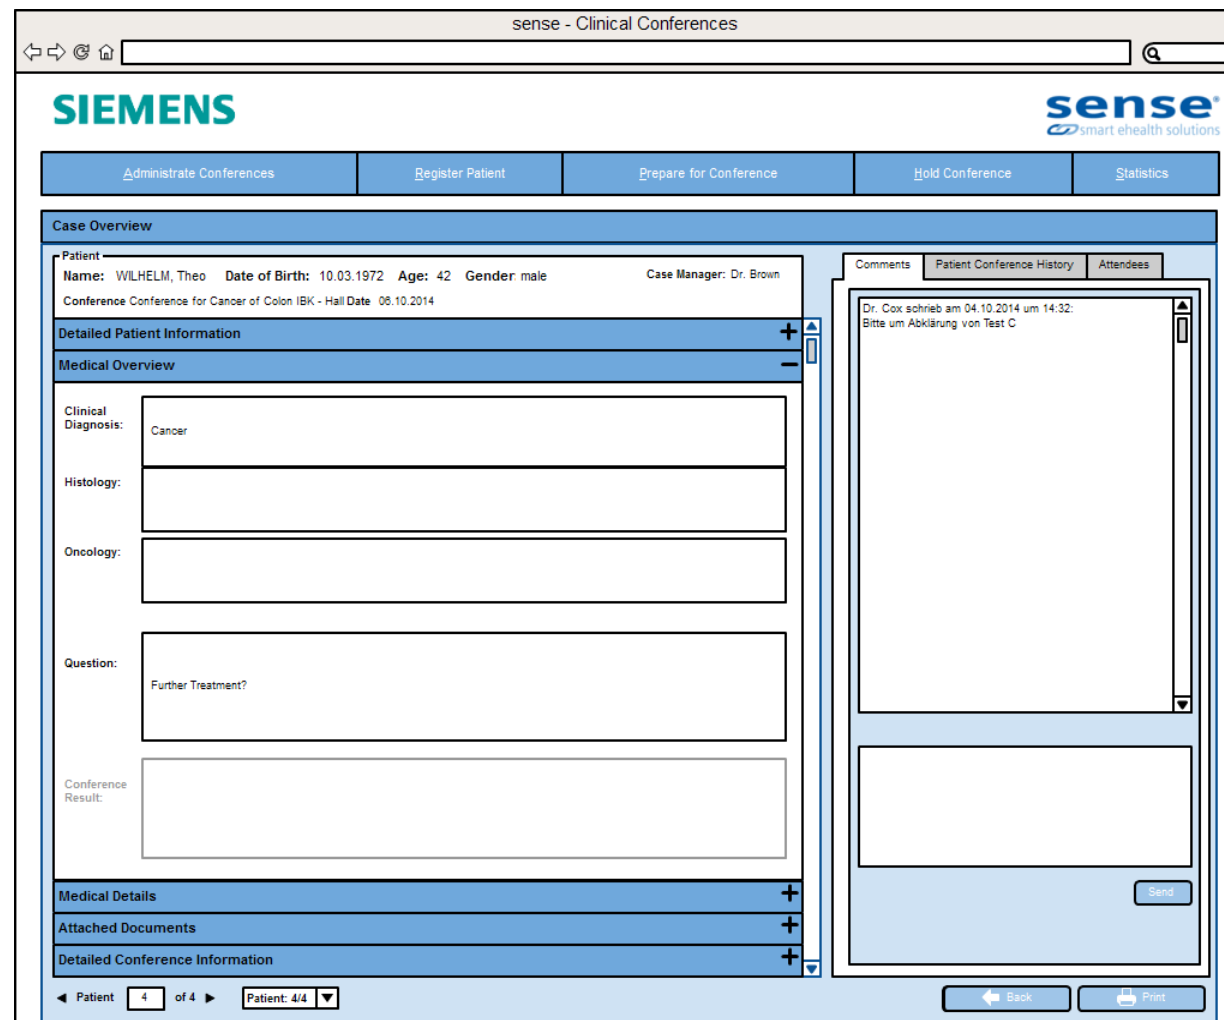 sense - Clinical Conferences
SIEMENS
sense®
smart ehealth solutions
Administrate Conferences
Register Patient
Prepare for Conference
Hold Conference
Statistics
Case Overview
Patient
Name: WILHELM, Theo Date of Birth: 10.03.1972 Age: 42 Gender: male Case Manager: Dr. Brown
Conference Conference for Cancer of Colon IBK - Hall Date 06.10.2014
Detailed Patient Information
Medical Overview
Clinical
Diagnosis:
Cancer
Histology:
Oncology:
Question:
Further Treatment?
Conference
Result:
Medical Details
Attached Documents
Detailed Conference Information
Patient 4 of 4
Patient: 4/4
Comments
Patient Conference History
Attendees
Dr. Cox schrieb am 04.10.2014 um 14:32:
Bitte um Abklärung von Test C
Send
Back
Print